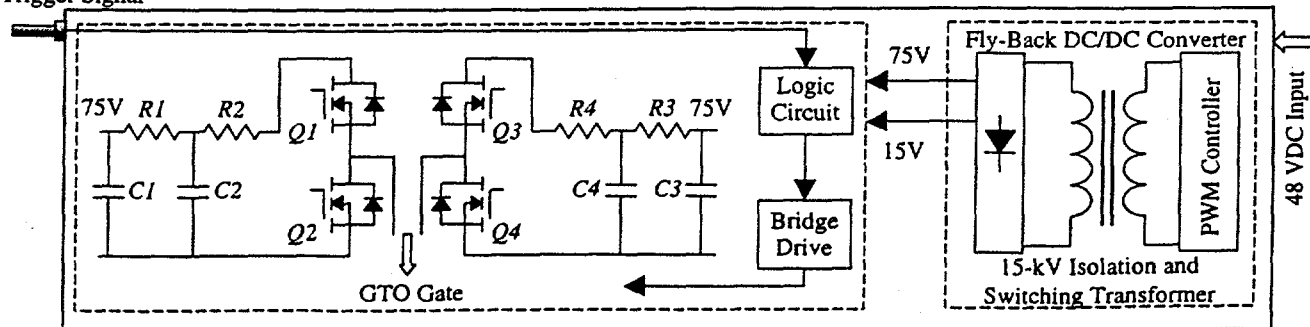 Trigger Signal
Fly-Back DC/DC Converter
75V
15V
Logic
Circuit
Bridge
Drive
75V
R1
R2
Q1
Q3
R4
R3
75V
C1
C2
Q2
Q4
C4
C3
GTO Gate
PWM Controller
15-kV Isolation and
Switching Transformer
48 VDC Input